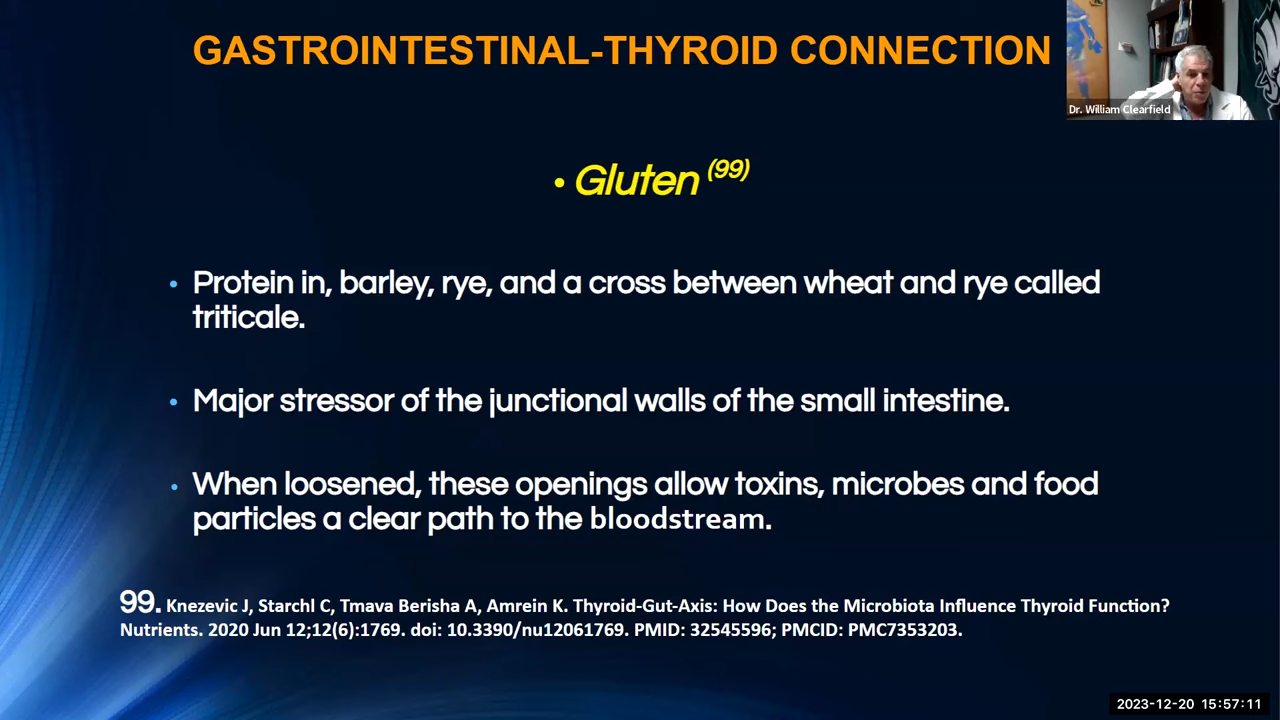 GASTROINTESTINAL-THYROID CONNECTION
Dr. William Clearfield
• Gluten (99)
• Protein in, barley, rye, and a cross between wheat and rye called
triticale.
• Major stressor of the junctional walls of the small intestine.
• When loosened, these openings allow toxins, microbes and food
particles a clear path to the bloodstream.
99. Knezevic J, Starchl C, Tmava Berisha A, Amrein K. Thyroid-Gut-Axis: How Does the Microbiota Influence Thyroid Function?
Nutrients. 2020 Jun 12;12(6):1769. doi: 10.3390/nu12061769. PMID: 32545596; PMCID: PMC7353203.
2023-12-20 15:57:11